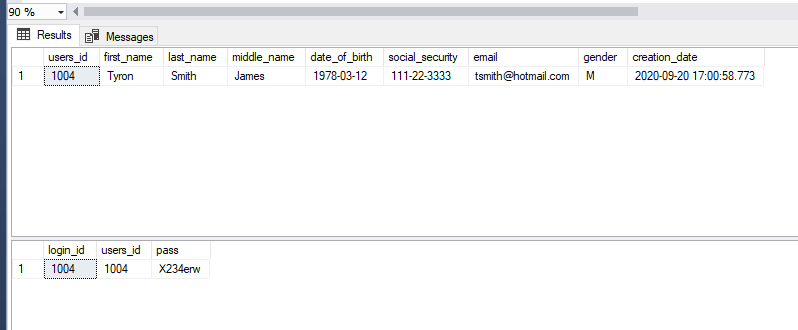 90 %
Results Messages
users_id first_name last_name middle_name date_of_birth social_security email gender creation_date
1 1004 Tyron Smith James 1978-03-12 111-22-3333 tsmith@hotmail.com M 2020-09-20 17:00:58.773
login_id users_id pass
1 1004 1004 X234erw